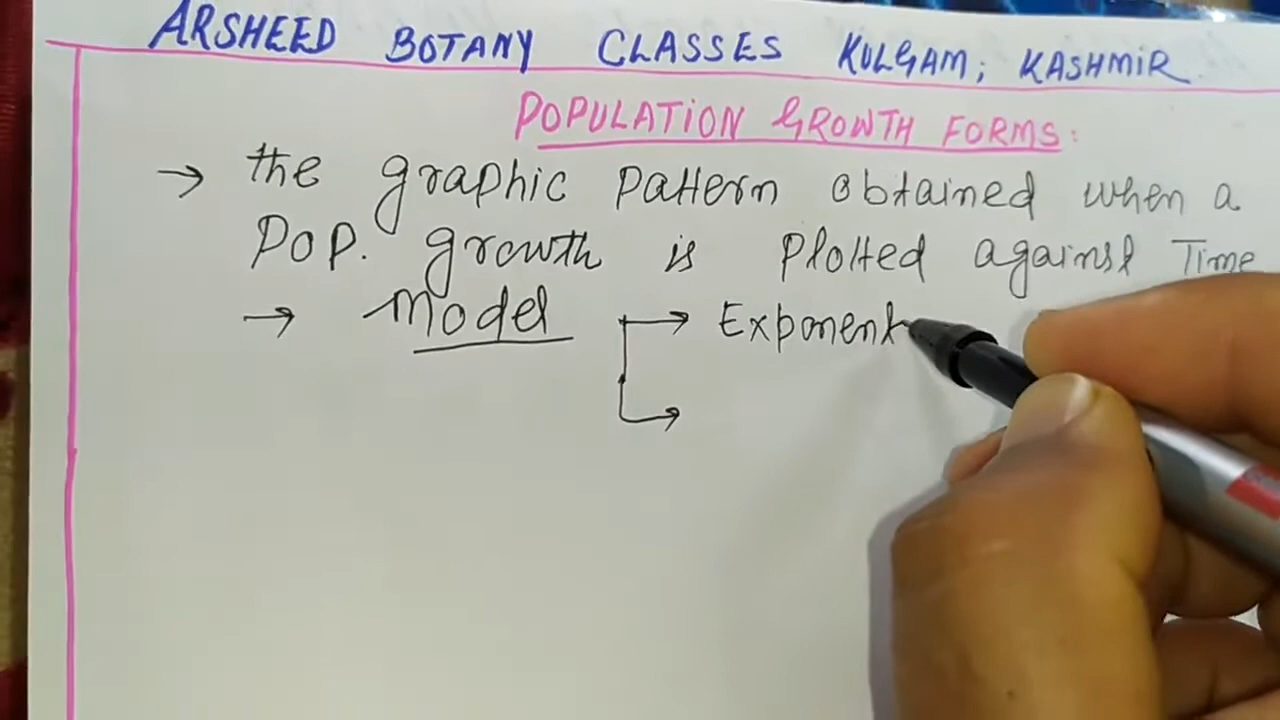 ARSHEED BOTANY CLASSES KULGAM, KASHMIR
POPULATION GROWTH FORMS:
→ the graphic pattern obtained when a
Pop. growth is Plotted against Time
→ Model → Exponent